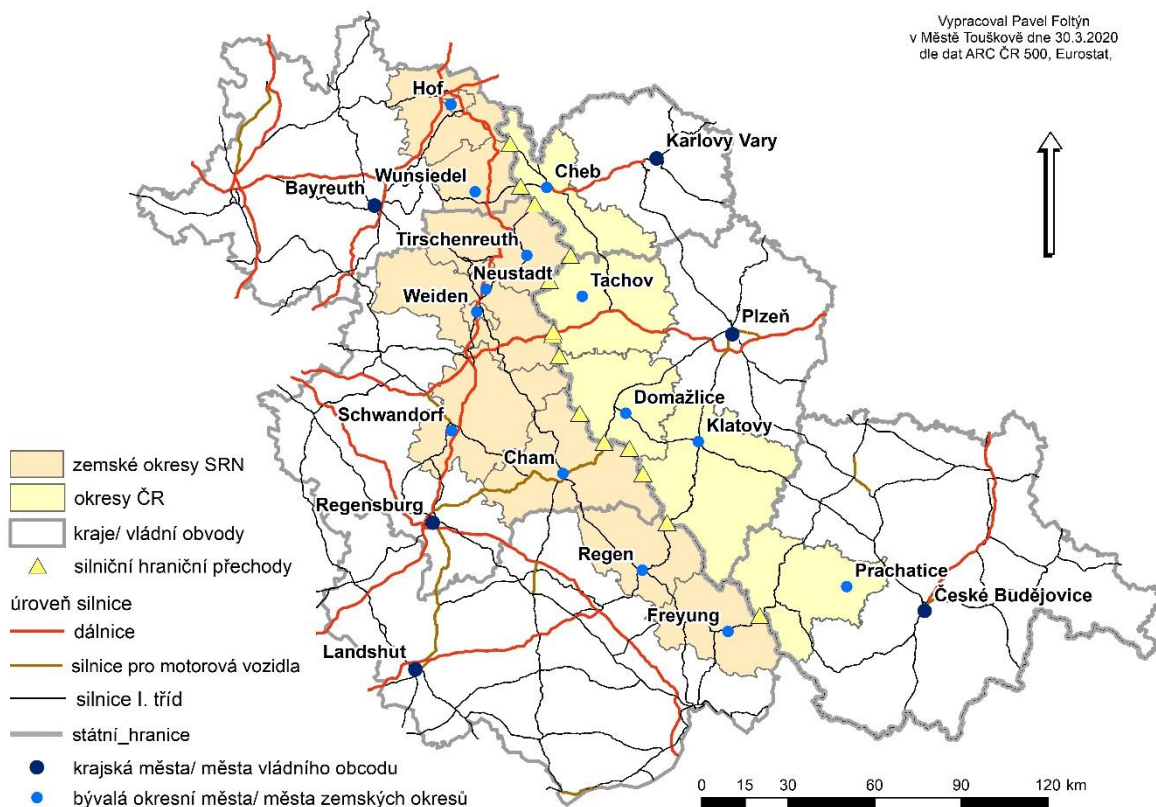 Vypracoval Pavel Foltýn
v Městě Touškově dne 30.3.2020
dle dat ARC ČR 500, Eurostat,
Hof
Karlovy Vary
Cheb
Wunsiedel
Bayreuth
Tirschenreuth
Neustadt
Tachov
Weiden
Plzeň
Domažlice
Schwandorf
Klatovy
Cham
Regensburg
Regen
Prachatice
České Budějovice
Freyung
Landshut
zemské okresy SRN
okresy ČR
kraje/ vládní obvody
silniční hraniční přechody
úroveň silnice
dálnice
silnice pro motorová vozidla
silnice I. tříd
státní_hranice
krajská města/ města vládního obcodu
bývalá okresní města/ města zemských okresů
0 15 30 60 90 120 km